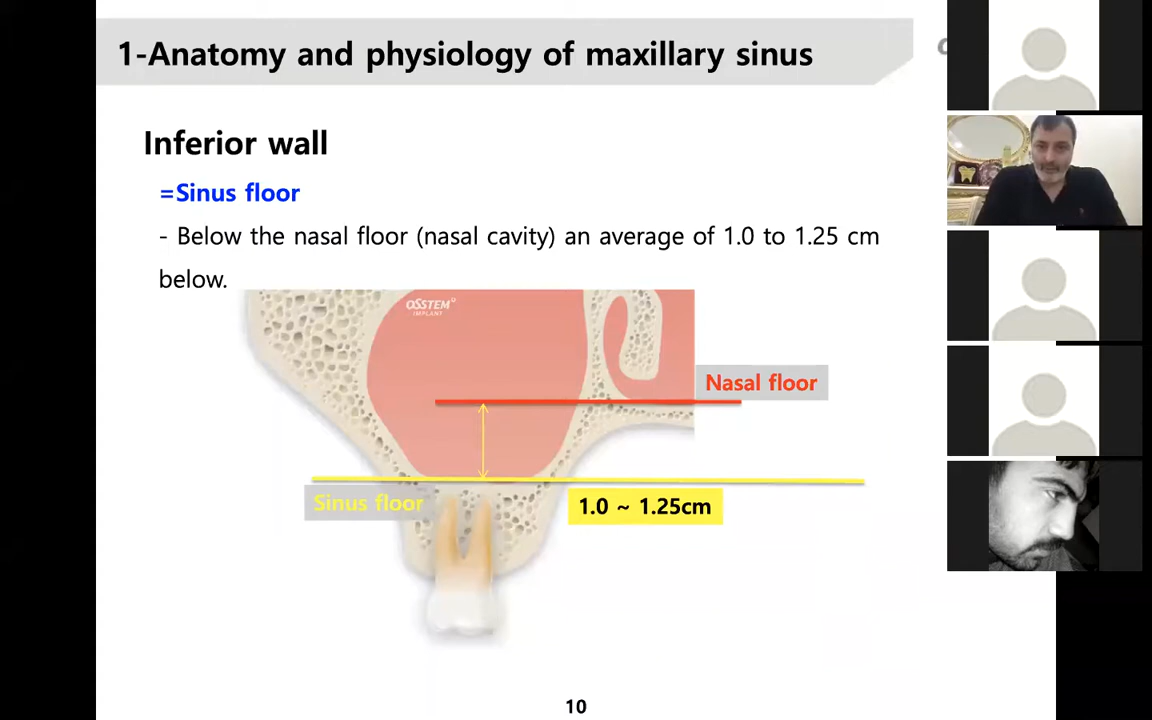 1-Anatomy and physiology of maxillary sinus
Inferior wall
=Sinus floor
- Below the nasal floor (nasal cavity) an average of 1.0 to 1.25 cm
below.
OSSTEM
IMPLANT
Nasal floor
Sinus floor
1.0 ~ 1.25cm
10